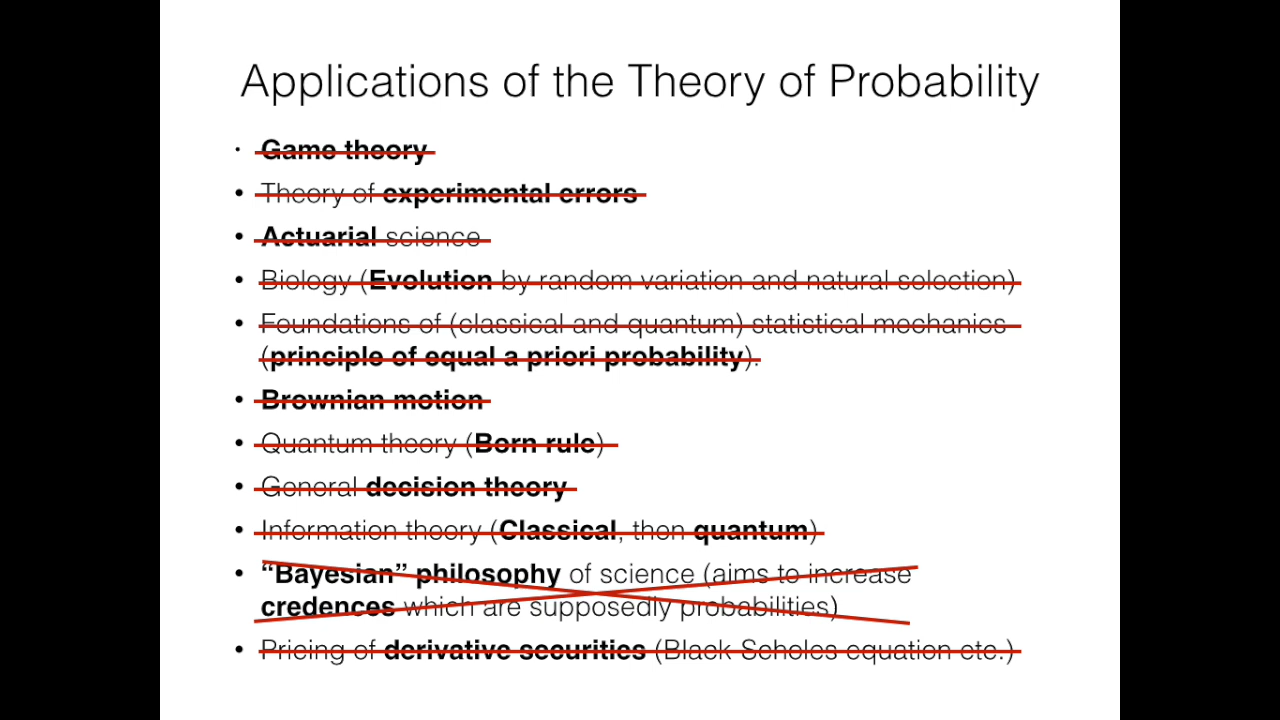 Applications of the Theory of Probability
• Game theory
• Theory of experimental errors
• Actuarial science
• Biology (Evolution by random variation and natural selection)
• Foundations of (classical and quantum) statistical mechanics
(principle of equal a priori probability).
• Brownian motion
• Quantum theory (Born rule)
• General decision theory
• Information theory (Classical, then quantum)
• “Bayesian” philosophy of science (aims to increase
credences which are supposedly probabilities)
• Pricing of derivative securities (Black-Scholes equation etc.)